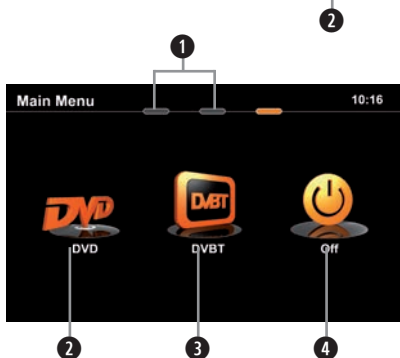 2
1
Main Menu 10:16
DVD DVBT
DVD DVBT Off
2 3 4